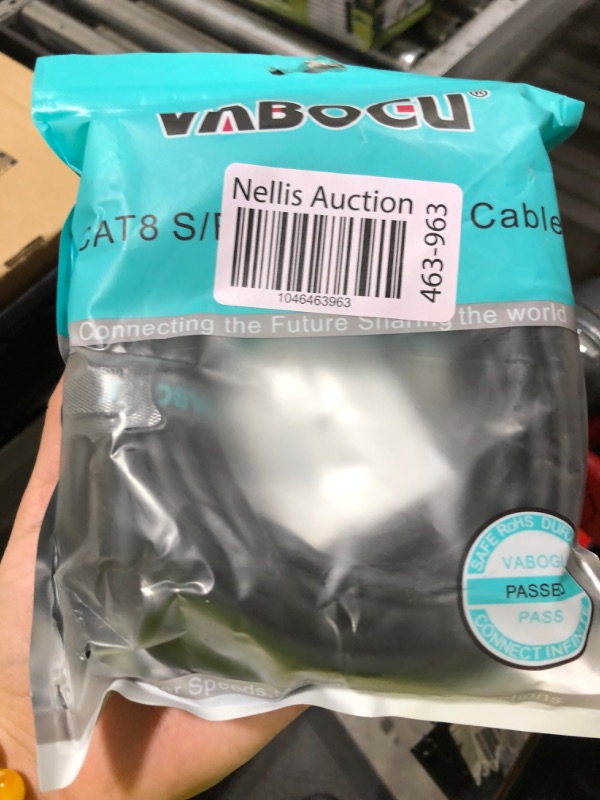 VABOGU®
Nellis Auction
CAT8 S/F Cable
1046463963
463-963
Connecting the Future Sharing the world
SAFE RoHS DUR
VABOGU
PASSED
PASS
CONNECT INFINITE
Speeds,